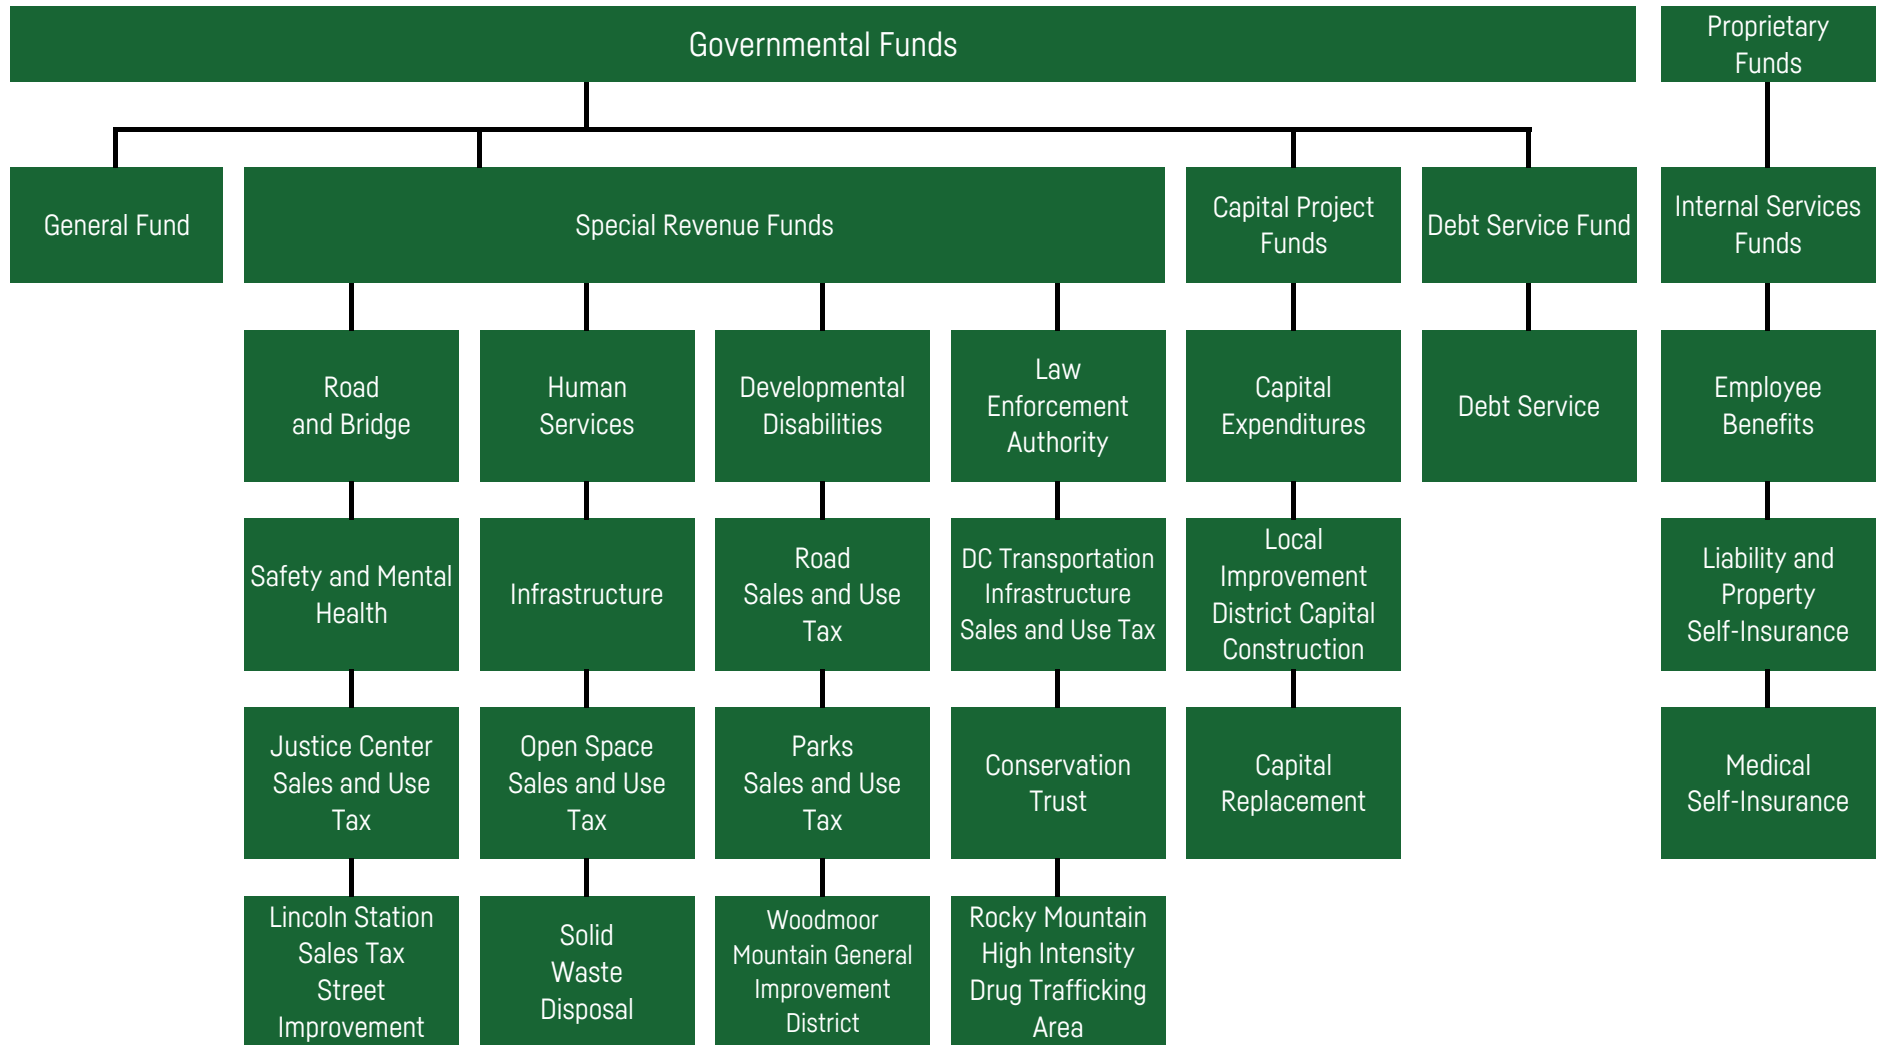 Governmental Funds
Proprietary
Funds
General Fund
Special Revenue Funds
Capital Project
Funds
Debt Service Fund
Internal Services
Funds
Road
and Bridge
Human
Services
Developmental
Disabilities
Law
Enforcement
Authority
Capital
Expenditures
Debt Service
Employee
Benefits
Safety and Mental
Health
Infrastructure
Road
Sales and Use
Tax
DC Transportation
Infrastructure
Sales and Use Tax
Local
Improvement
District Capital
Construction
Liability and
Property
Self-Insurance
Justice Center
Sales and Use
Tax
Open Space
Sales and Use
Tax
Parks
Sales and Use
Tax
Conservation
Trust
Capital
Replacement
Medical
Self-Insurance
Lincoln Station
Sales Tax
Street
Improvement
Solid
Waste
Disposal
Woodmoor
Mountain General
Improvement
District
Rocky Mountain
High Intensity
Drug Trafficking
Area